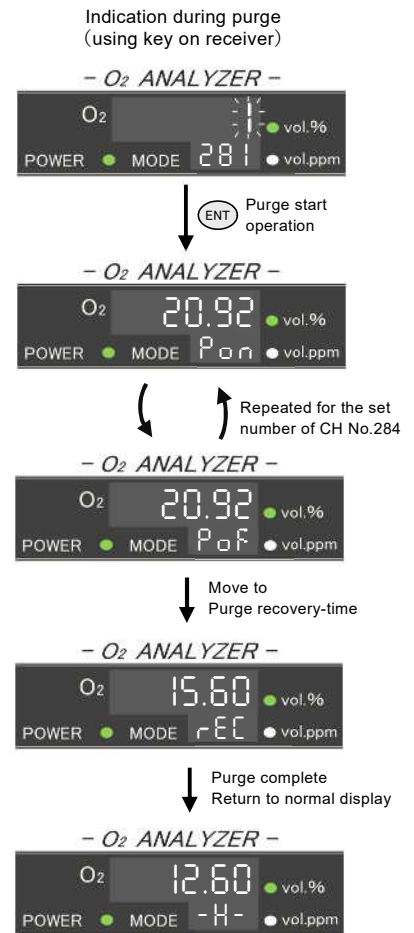 Indication during purge
(using key on receiver)
- O2 ANALYZER -
O2 1 vol.%
POWER MODE 281 vol.ppm
ENT Purge start
operation
- O2 ANALYZER -
O2 20.92 vol.%
POWER MODE Pon vol.ppm
Repeated for the set
number of CH No.284
- O2 ANALYZER -
O2 20.92 vol.%
POWER MODE PoF vol.ppm
Move to
Purge recovery-time
- O2 ANALYZER -
O2 15.60 vol.%
POWER MODE rEC vol.ppm
Purge complete
Return to normal display
- O2 ANALYZER -
O2 12.60 vol.%
POWER MODE -H- vol.ppm